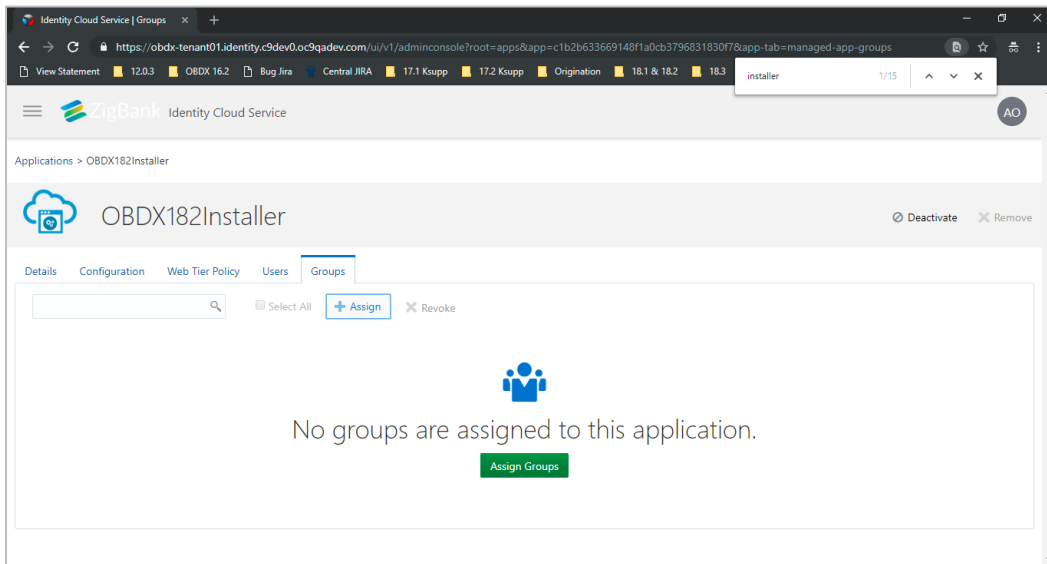 Identity Cloud Service | Groups
https://obdx-tenant01.identity.c9dev0.oc9qadev.com/ui/v1/adminconsole?root=apps&app=c1b2b633669148f1a0cb3796831830f7&app-tab=managed-app-groups
View Statement 12.0.3 OBDX 16.2 Bug Jira Central JIRA 17.1 Ksupp 17.2 Ksupp Origination 18.1 & 18.2 18.3
installer 1/15
ZigBank Identity Cloud Service AO
Applications > OBDX182Installer
OBDX182Installer Deactivate Remove
Details Configuration Web Tier Policy Users Groups
Select All Assign Revoke
No groups are assigned to this application.
Assign Groups